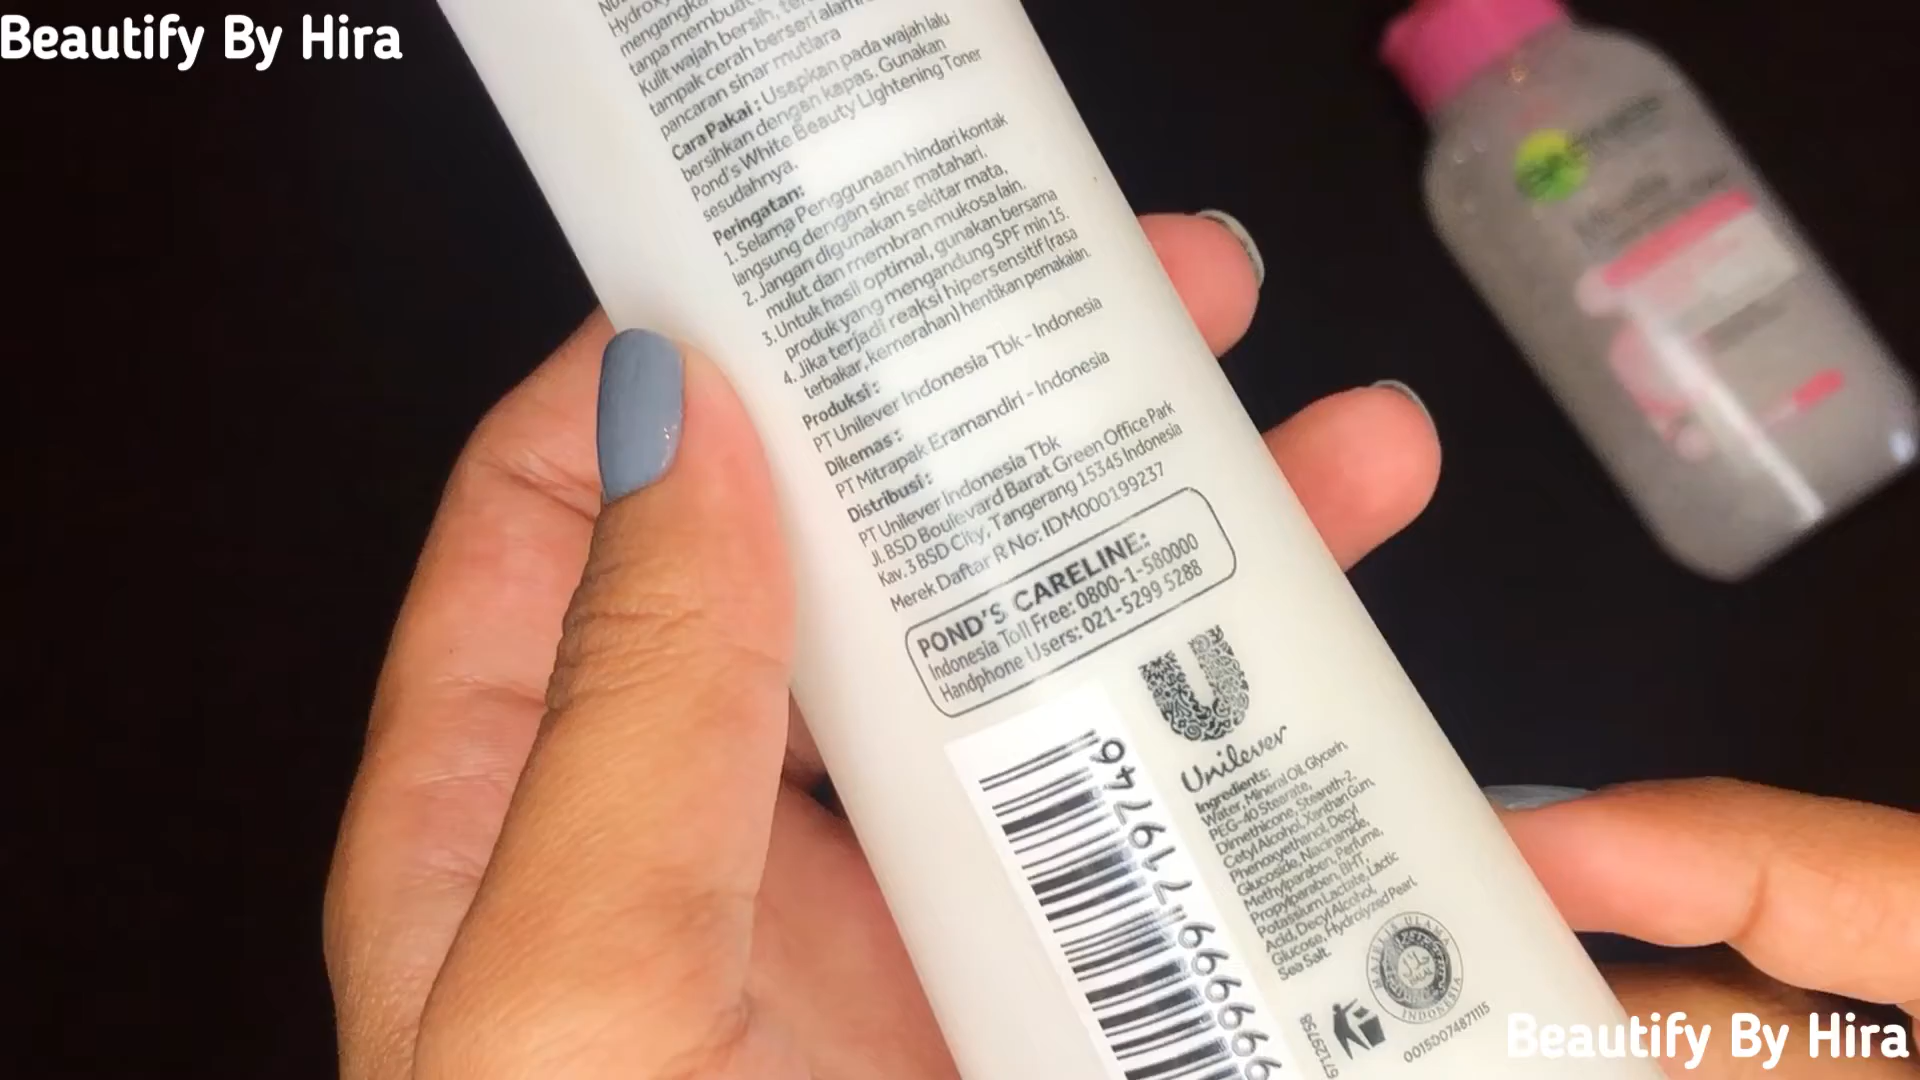 Beautify By Hira
mengangka
tanpa membuat
Kulit wajah bersih,
tampak cerah berseri alam
pancaran sinar mutiara
Cara Pakai : Usapkan pada wajah lalu
bersihkan dengan kapas. Gunakan
Pond's White Beauty Lightening Toner
sesudahnya.
Peringatan:
1. Selama Penggunaan hindari kontak
langsung dengan sinar matahari.
2. Jangan digunakan sekitar mata,
mulut dan membran mukosa lain.
3. Untuk hasil optimal, gunakan bersama
produk yang mengandung SPF min 15.
4. Jika terjadi reaksi hipersensitif (rasa
terbakar, kemerahan) hentikan pemakaian.
Produksi :
PT Unilever Indonesia Tbk - Indonesia
Dikemas :
PT Mitrapak Eramandiri - Indonesia
Distribusi :
PT Unilever Indonesia Tbk
Jl. BSD Boulevard Barat Green Office Park
Kav. 3 BSD City, Tangerang 15345 Indonesia
Merek Daftar R No: IDM000199237
POND'S CARELINE:
Indonesia Toll Free: 0800-1-580000
Handphone Users: 021-5299 5288
Unilever
Ingredients:
Water, Mineral Oil, Glycerin
PEG-40 Stearate,
Dimethicone, Steareth-2,
Cetyl Alcohol, Xanthan Gum,
Phenoxyethanol, Decyl
Glucoside, Niacinamide,
Methylparaben, Perfume,
Propylparaben, BHT,
Potassium Lactate, Lactic
Acid, Decyl Alcohol,
Glucose, Hydrolyzed Pearl,
Sea Salt.
MAJELIS ULAMA
INDONESIA
HALAL
67129758
00150074871115
Beautify By Hira